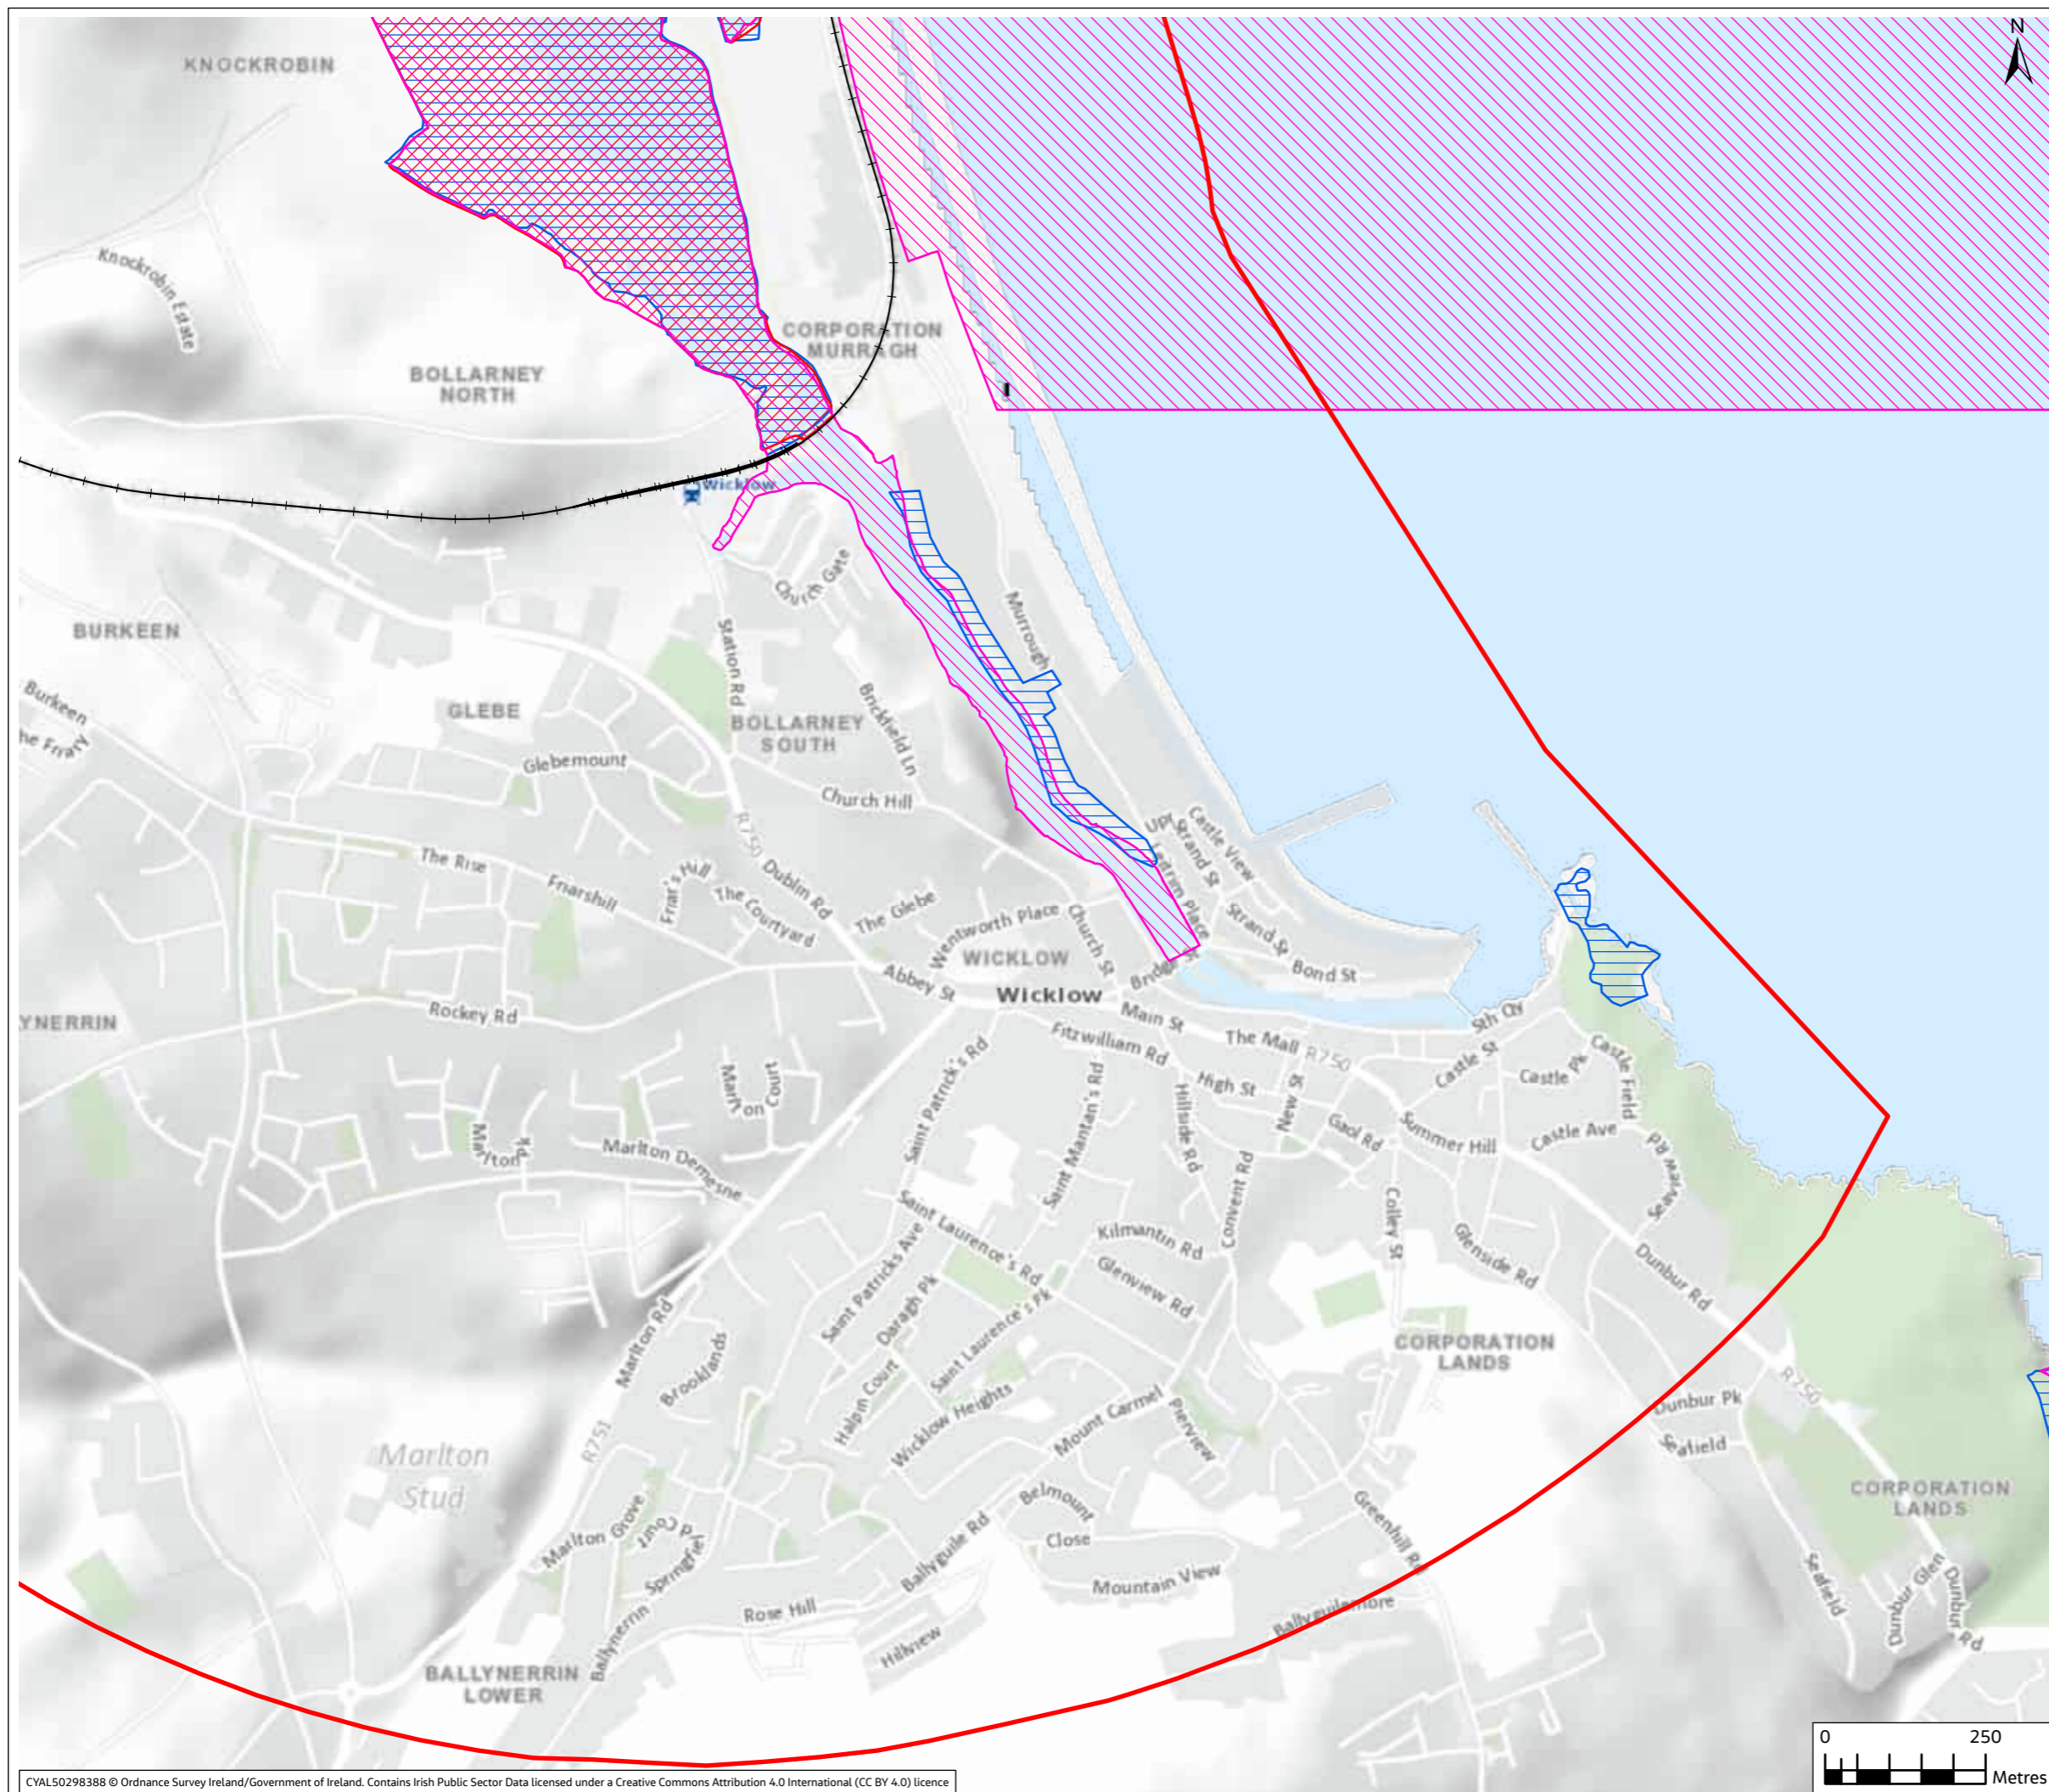 N
KNOCKROBIN
Knockrobin Estate
CORPORATION
MURRAGH
BOLLARNEY
NORTH
Wicklow
Church Gate
Murrough
BURKEEN
Station Rd
Burkeen
GLEBE
BOLLARNEY
SOUTH
Brickfield Ln
Glebemount
Church Hill
R750
Upr
Strand St
Castle View
The Rise
Friarshill
Friar's Hill
The Courtyard
Dublin Rd
The Glebe
Wentworth Place
Church St
Strand St
Bond St
WICKLOW
Abbey St
Wicklow
Rockey Rd
Main St
Fitzwilliam Rd
The Mall
R750
Castle St
Castle Pk
Castle Field
High St
New St
Hillside Rd
Gaol Rd
Summer Hill
Castle Ave
Seaview Rd
Marlton Court
Marlton Pk
Marlton Demesne
Saint Patrick's Rd
Saint Mantan's Rd
Convent Rd
Colley St
Saint Laurence's Rd
Kilmantin Rd
Glenview Rd
Glenside Rd
Dunbur Rd
Saint Patricks Ave
Daragh Pk
Saint Laurence's Pk
Marlton Rd
Brooklands
Halpin Court
Wicklow Heights
Mount Carmel
Pierview
CORPORATION
LANDS
R750
Dunbur Pk
Seafield
R751
Marlton
Stud
CORPORATION
LANDS
Marlton Grove
Springfield Court
Belmount
Close
Ballyguile Rd
Greenhill Rd
Mountain View
Ballynerrin
Rose Hill
Hillview
Ballyguilemore
Seafield
Dunbur Glen
Dunbur Rd
BALLYNERRIN
LOWER
0 250
Metres
CYAL50298388 © Ordnance Survey Ireland/Government of Ireland. Contains Irish Public Sector Data licensed under a Creative Commons Attribution 4.0 International (CC BY 4.0) licence